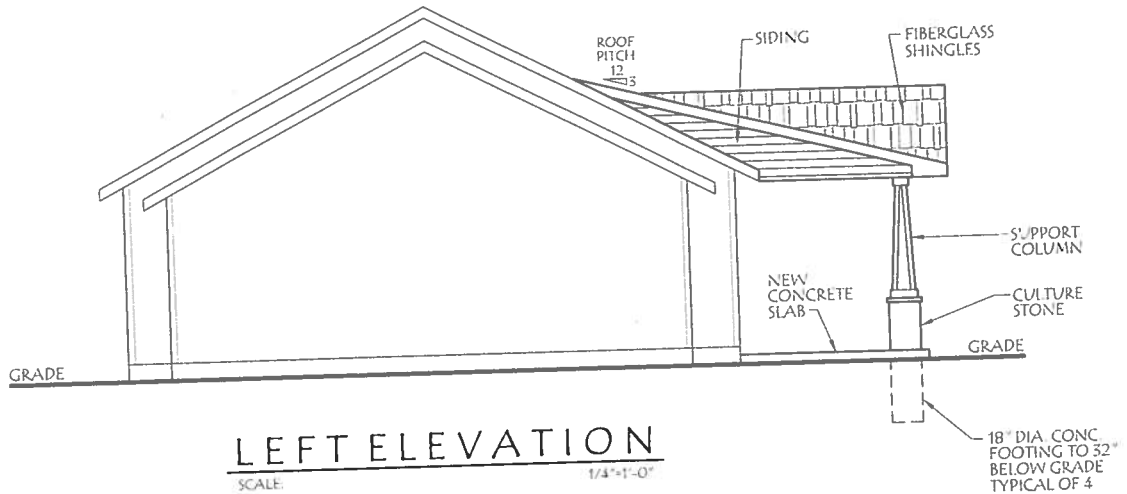 ROOF
PITCH
12
3
SIDING
FIBERGLASS
SHINGLES
SUPPORT
COLUMN
NEW
CONCRETE
SLAB
CULTURE
STONE
GRADE
GRADE
18" DIA. CONC
FOOTING TO 32"
BELOW GRADE
TYPICAL OF 4
LEFT ELEVATION
SCALE: 1/4"=1'-0"